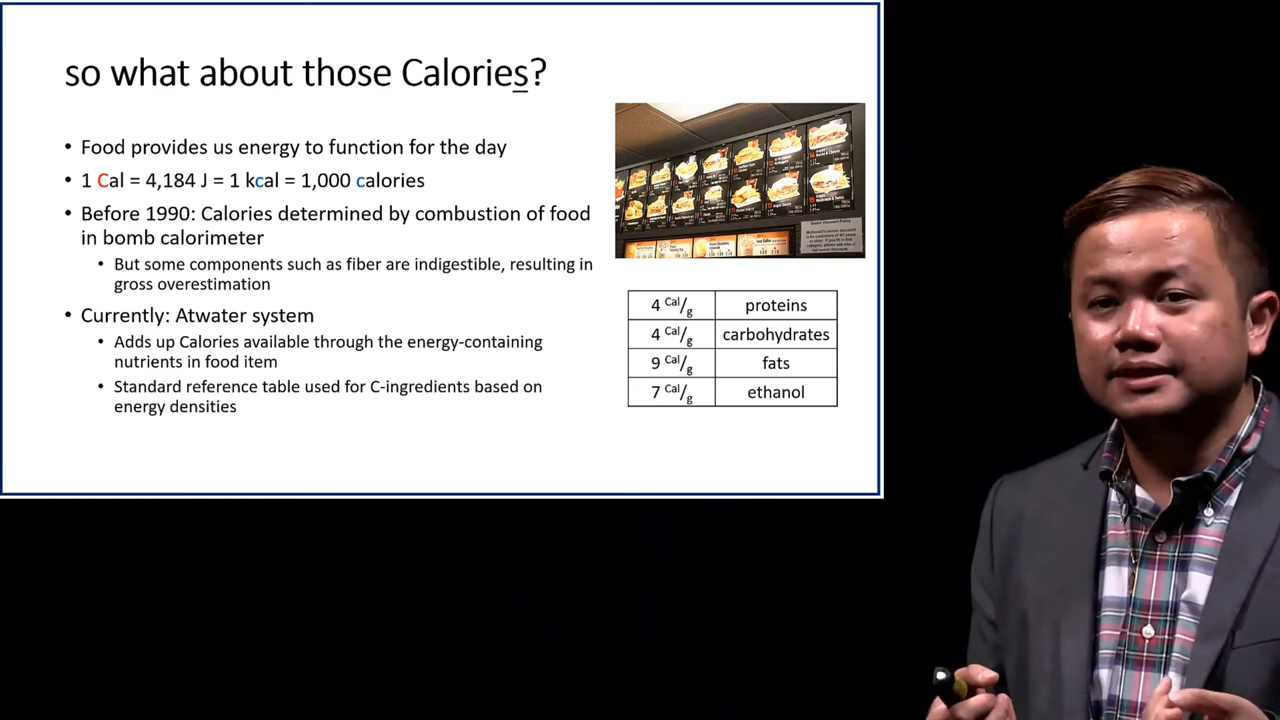 so what about those Calories?
• Food provides us energy to function for the day
• 1 Cal = 4,184 J = 1 kcal = 1,000 calories
• Before 1990: Calories determined by combustion of food
in bomb calorimeter
• But some components such as fiber are indigestible, resulting in
gross overestimation
• Currently: Atwater system
• Adds up Calories available through the energy-containing
nutrients in food item
• Standard reference table used for C-ingredients based on
energy densities
4 Cal/g proteins
4 Cal/g carbohydrates
9 Cal/g fats
7 Cal/g ethanol